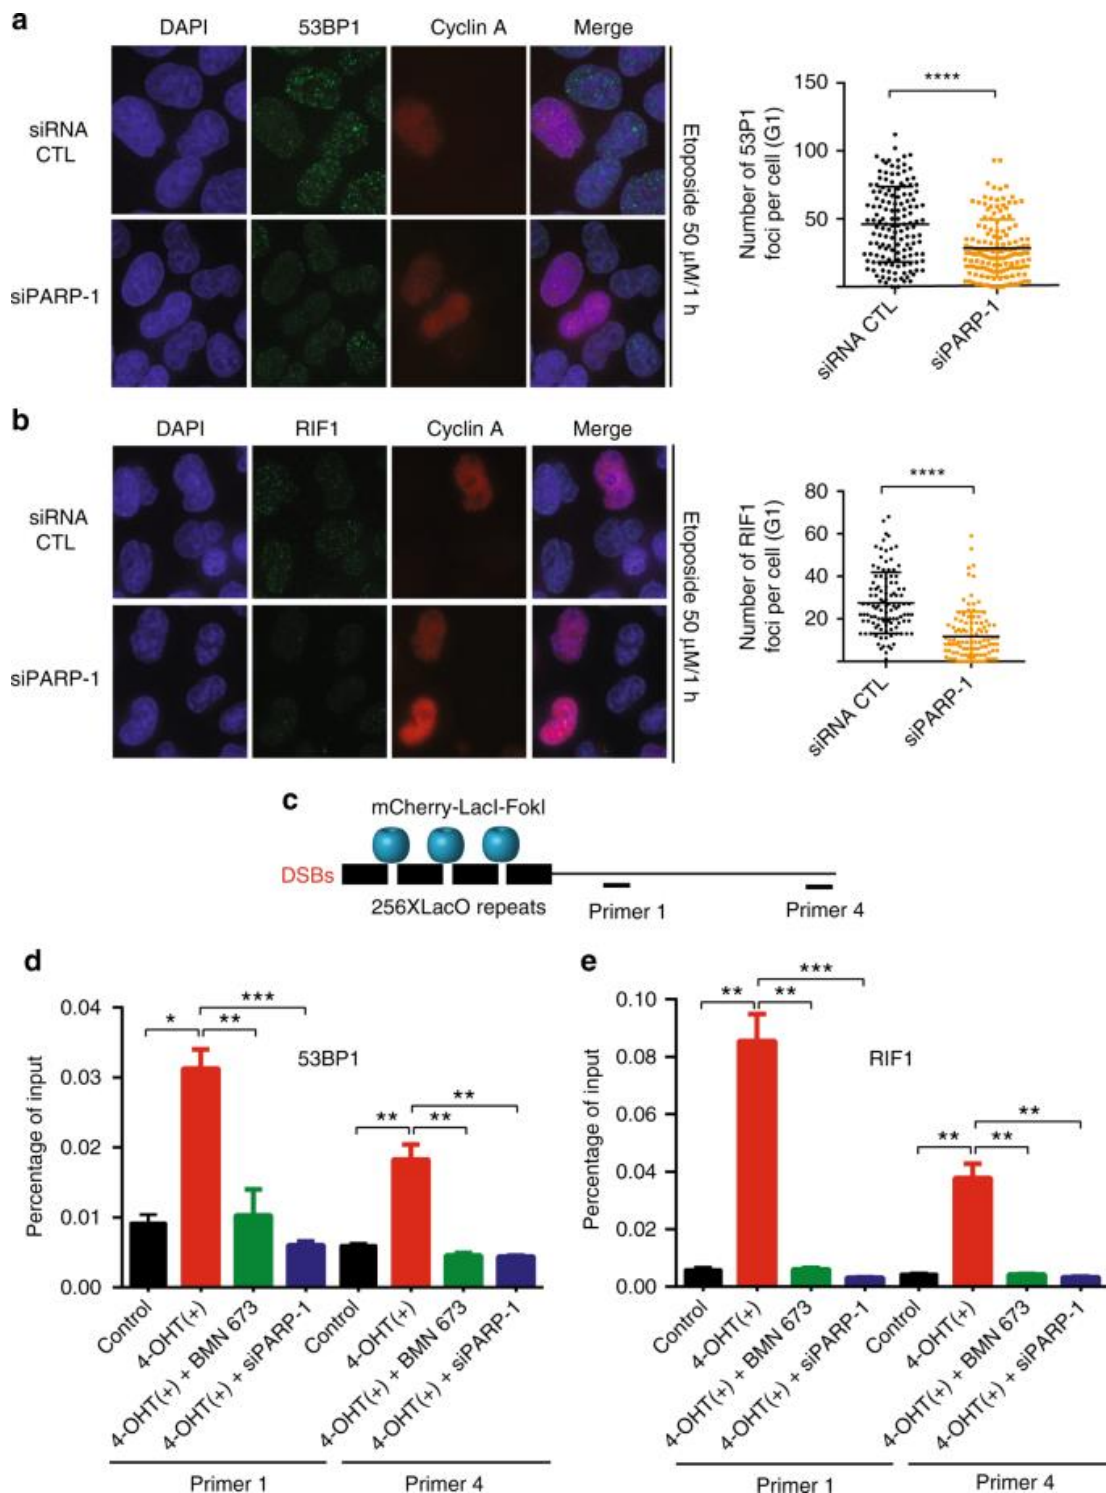 a
DAPI 53BP1 Cyclin A Merge
siRNA
CTL
siPARP-1
Etoposide 50 µM/1 h
Number of 53P1
foci per cell (G1)
150
100
50
****
siRNA CTL
siPARP-1
b
DAPI RIF1 Cyclin A Merge
siRNA
CTL
siPARP-1
Etoposide 50 µM/1 h
Number of RIF1
foci per cell (G1)
80
60
40
20
****
siRNA CTL
siPARP-1
c
mCherry-LacI-FokI
DSBs
256XLacO repeats
Primer 1
Primer 4
d
53BP1
Percentage of input
0.04
0.03
0.02
0.01
0.00
* ** ***
** ** **
Control
4-OHT(+)
4-OHT(+) + BMN 673
4-OHT(+) + siPARP-1
Control
4-OHT(+)
4-OHT(+) + BMN 673
4-OHT(+) + siPARP-1
Primer 1
Primer 4
e
RIF1
Percentage of input
0.10
0.08
0.06
0.04
0.02
0.00
** ** ***
** ** **
Control
4-OHT(+)
4-OHT(+) + BMN 673
4-OHT(+) + siPARP-1
Control
4-OHT(+)
4-OHT(+) + BMN 673
4-OHT(+) + siPARP-1
Primer 1
Primer 4